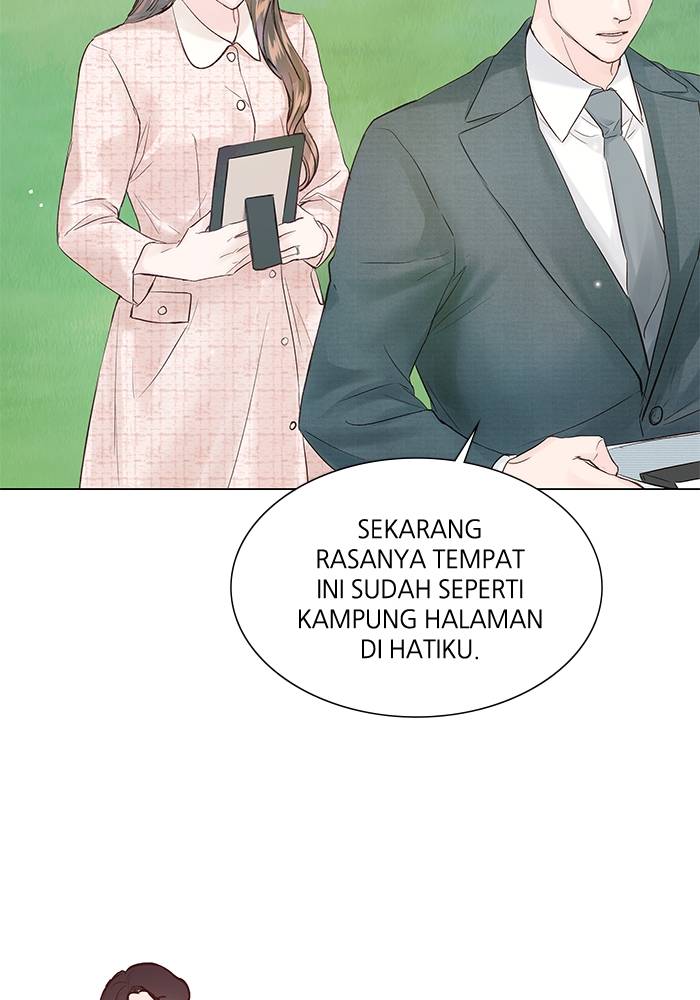 SEKARANG
RASANYA TEMPAT
INI SUDAH SEPERTI
KAMPUNG HALAMAN
DI HATIKU.